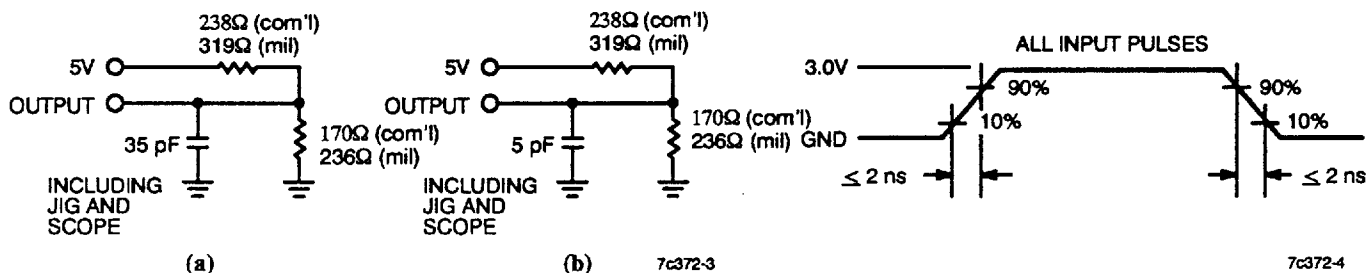 238Ω (com'l)
319Ω (mil)
5V
OUTPUT
35 pF
170Ω (com'l)
236Ω (mil)
INCLUDING
JIG AND
SCOPE
(a)
238Ω (com'l)
319Ω (mil)
5V
OUTPUT
5 pF
170Ω (com'l)
236Ω (mil)
INCLUDING
JIG AND
SCOPE
(b)
7c372-3
ALL INPUT PULSES
3.0V
90%
10%
GND
90%
10%
≤ 2 ns
≤ 2 ns
7c372-4